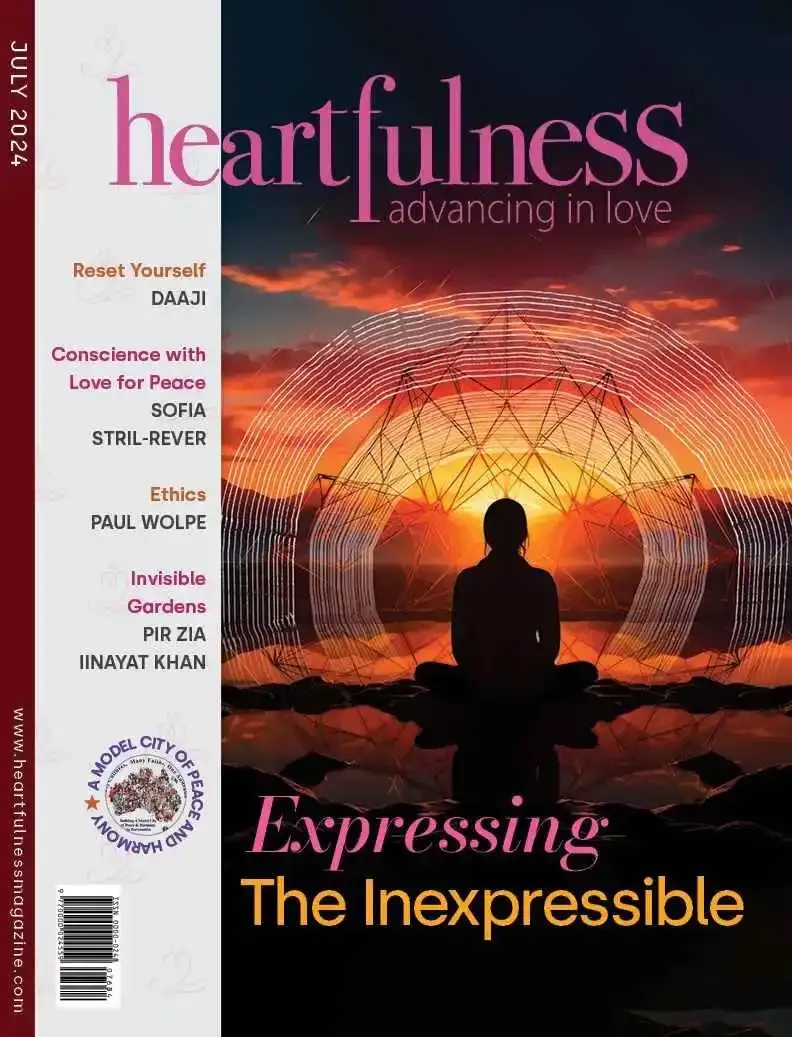 JULY 2024
heartfulness
advancing in love
Reset Yourself
DAAJI
Conscience with
Love for Peace
SOFIA
STRIL-REVER
Ethics
PAUL WOLPE
Invisible
Gardens
PIR ZIA
IINAYAT KHAN
A MODEL CITY OF PEACE AND HARMONY
Expressing
The Inexpressible
www.heartfulnessmagazine.com